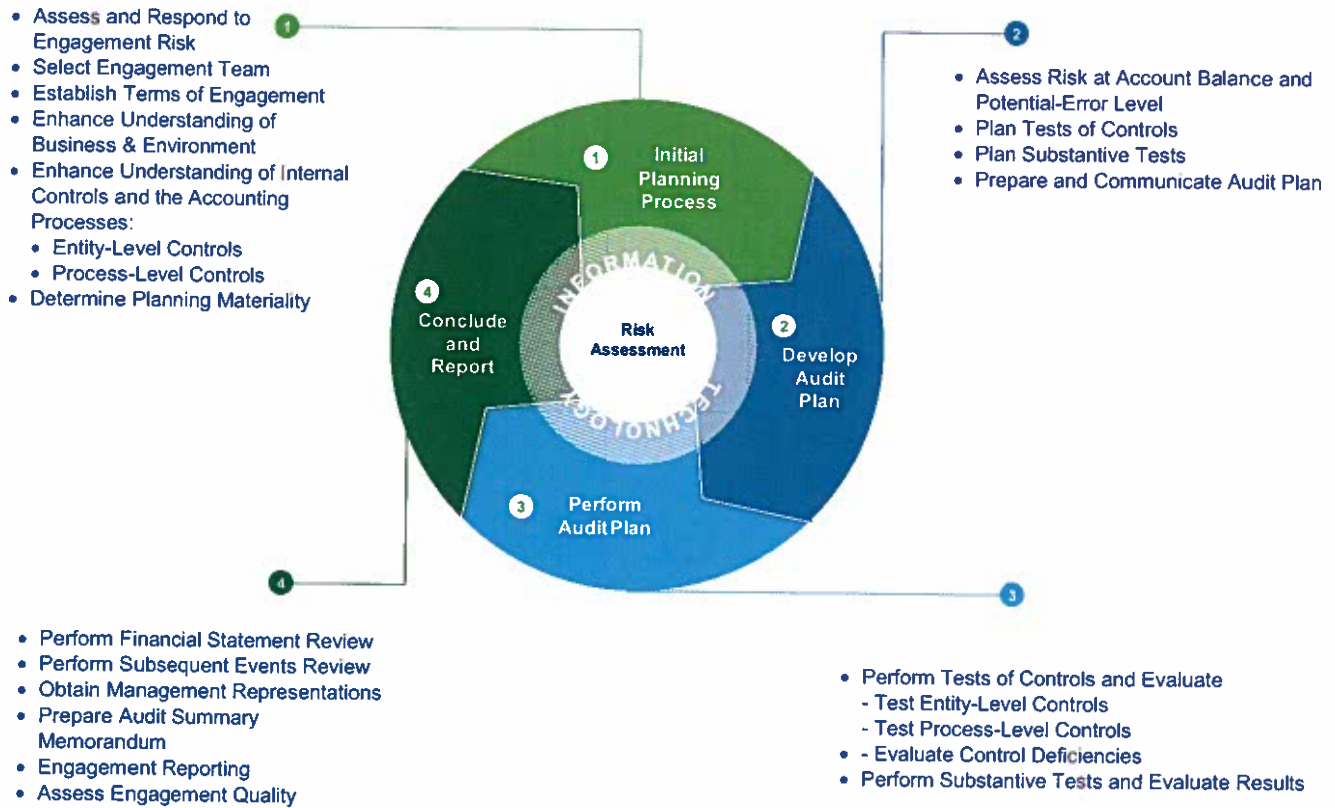 • Assess and Respond to
Engagement Risk
• Select Engagement Team
• Establish Terms of Engagement
• Enhance Understanding of
Business & Environment
• Enhance Understanding of Internal
Controls and the Accounting
Processes:
• Entity-Level Controls
• Process-Level Controls
• Determine Planning Materiality
1
2
• Assess Risk at Account Balance and
Potential-Error Level
• Plan Tests of Controls
• Plan Substantive Tests
• Prepare and Communicate Audit Plan
1
Initial
Planning
Process
2
Develop
Audit
Plan
3
Perform
Audit Plan
4
Conclude
and
Report
INFORMATION
TECHNOLOGY
Risk
Assessment
4
• Perform Financial Statement Review
• Perform Subsequent Events Review
• Obtain Management Representations
• Prepare Audit Summary
Memorandum
• Engagement Reporting
• Assess Engagement Quality
3
• Perform Tests of Controls and Evaluate
- Test Entity-Level Controls
- Test Process-Level Controls
• - Evaluate Control Deficiencies
• Perform Substantive Tests and Evaluate Results